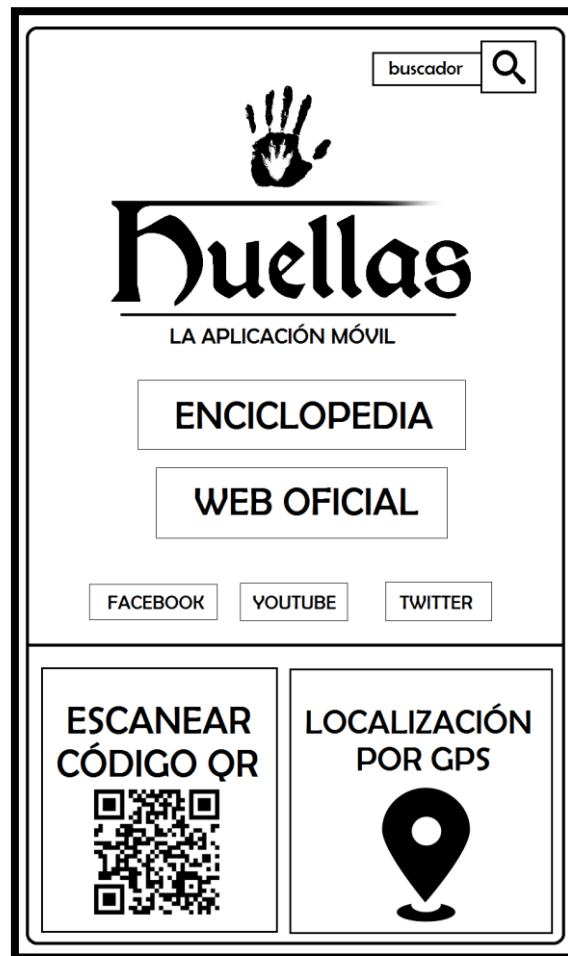 buscador
huellas
LA APLICACIÓN MÓVIL
ENCICLOPEDIA
WEB OFICIAL
FACEBOOK
YOUTUBE
TWITTER
ESCANEAR
CÓDIGO QR
LOCALIZACIÓN
POR GPS